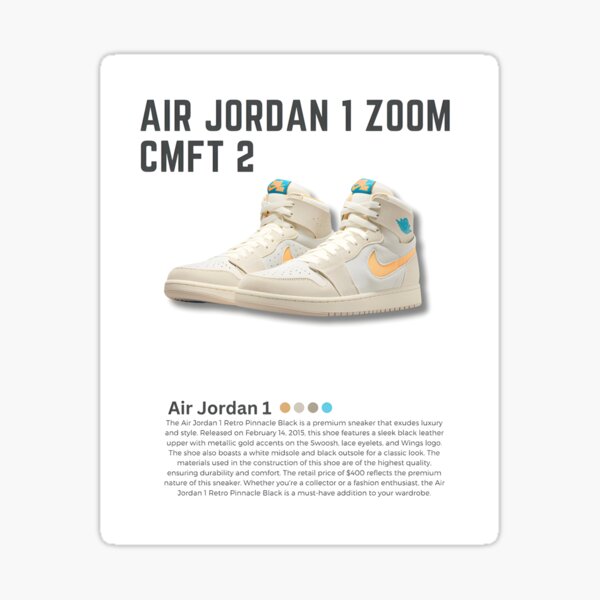 AIR JORDAN 1 ZOOM
CMFT 2
Air Jordan 1
The Air Jordan 1 Retro Pinnacle Black is a premium sneaker that exudes luxury
and style. Released on February 14, 2015, this shoe features a sleek black leather
upper with metallic gold accents on the Swoosh, lace eyelets, and Wings logo.
The shoe also boasts a white midsole and black outsole for a classic look. The
materials used in the construction of this shoe are of the highest quality,
ensuring durability and comfort. The retail price of $400 reflects the premium
nature of this sneaker. Whether you're a collector or a fashion enthusiast, the Air
Jordan 1 Retro Pinnacle Black is a must-have addition to your wardrobe.